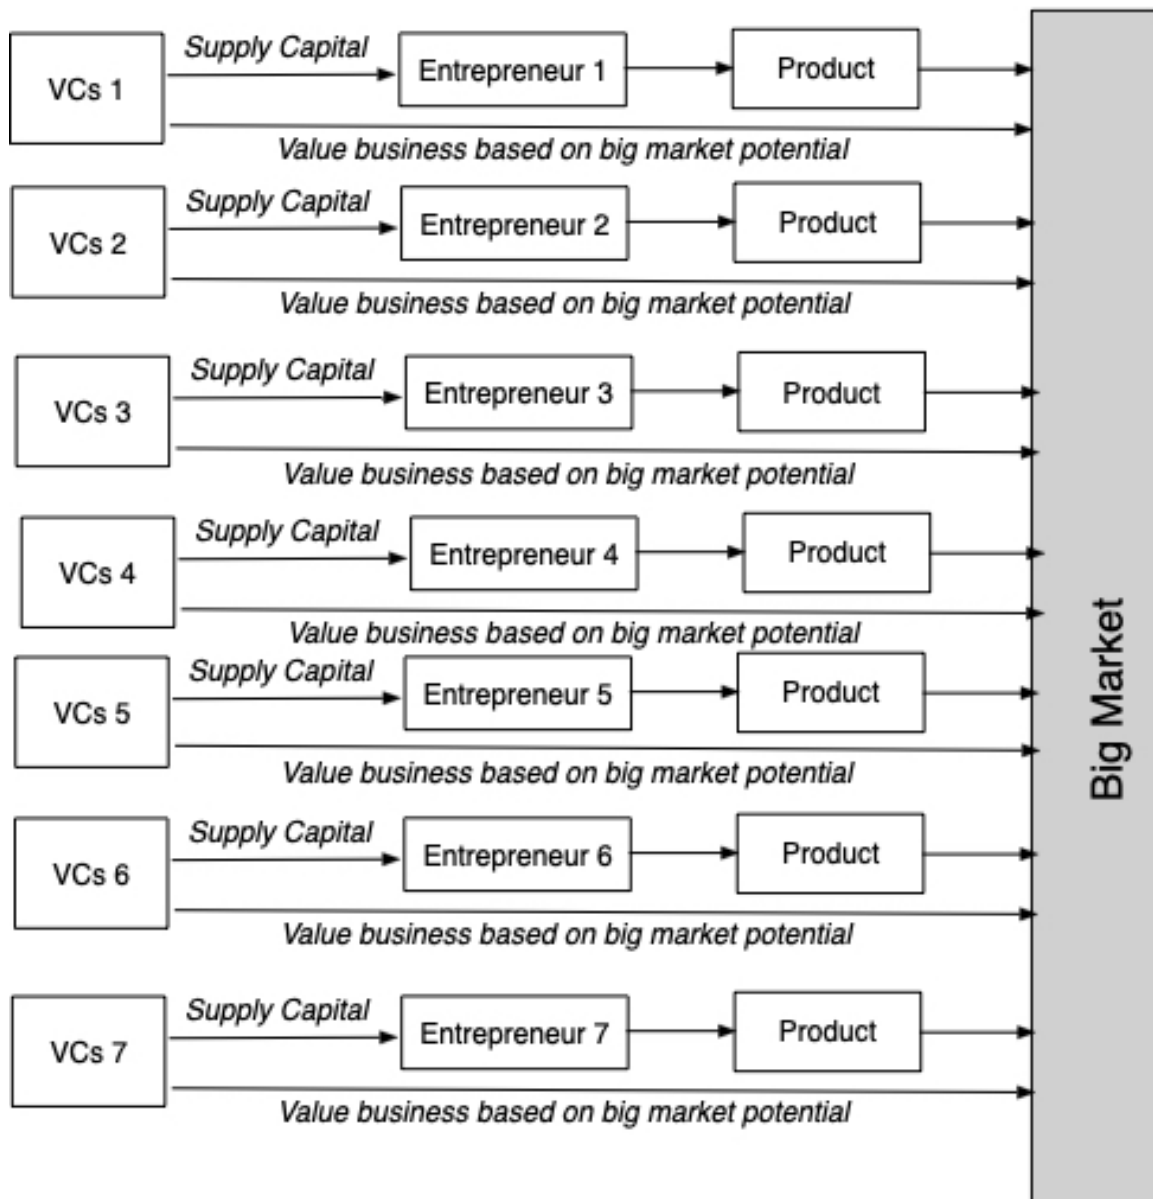 Supply Capital
VCs 1
Entrepreneur 1
Product
Value business based on big market potential
Supply Capital
VCs 2
Entrepreneur 2
Product
Value business based on big market potential
Supply Capital
VCs 3
Entrepreneur 3
Product
Value business based on big market potential
Supply Capital
VCs 4
Entrepreneur 4
Product
Value business based on big market potential
Supply Capital
VCs 5
Entrepreneur 5
Product
Value business based on big market potential
Supply Capital
VCs 6
Entrepreneur 6
Product
Value business based on big market potential
Supply Capital
VCs 7
Entrepreneur 7
Product
Value business based on big market potential
Big Market